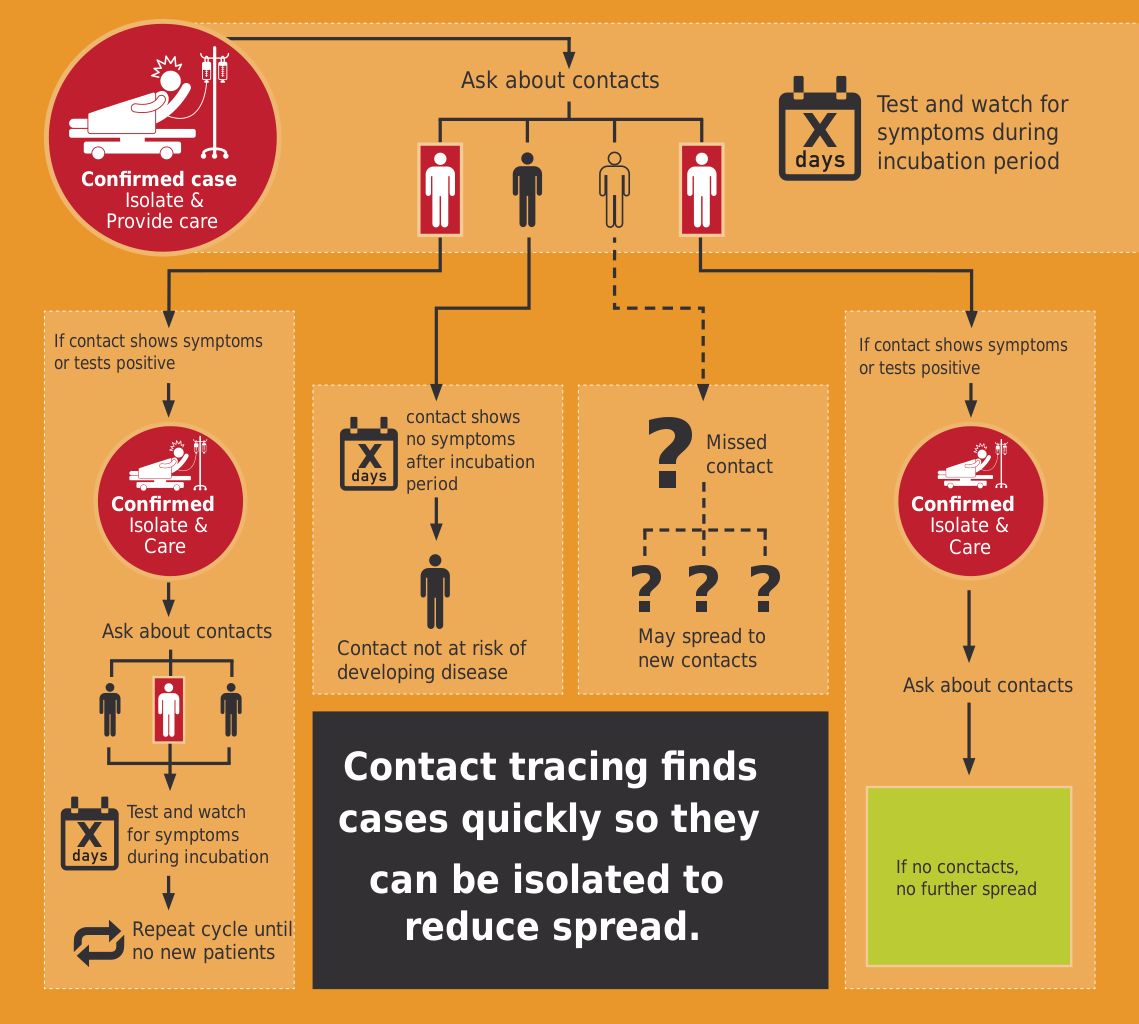 Confirmed case
Isolate &
Provide care
Ask about contacts
X
days
Test and watch for
symptoms during
incubation period
If contact shows symptoms
or tests positive
Confirmed
Isolate &
Care
Ask about contacts
X
days
Test and watch
for symptoms
during incubation
Repeat cycle until
no new patients
X
days
contact shows
no symptoms
after incubation
period
Contact not at risk of
developing disease
?
Missed
contact
? ? ?
May spread to
new contacts
Contact tracing finds
cases quickly so they
can be isolated to
reduce spread.
If contact shows symptoms
or tests positive
Confirmed
Isolate &
Care
Ask about contacts
If no conctacts,
no further spread